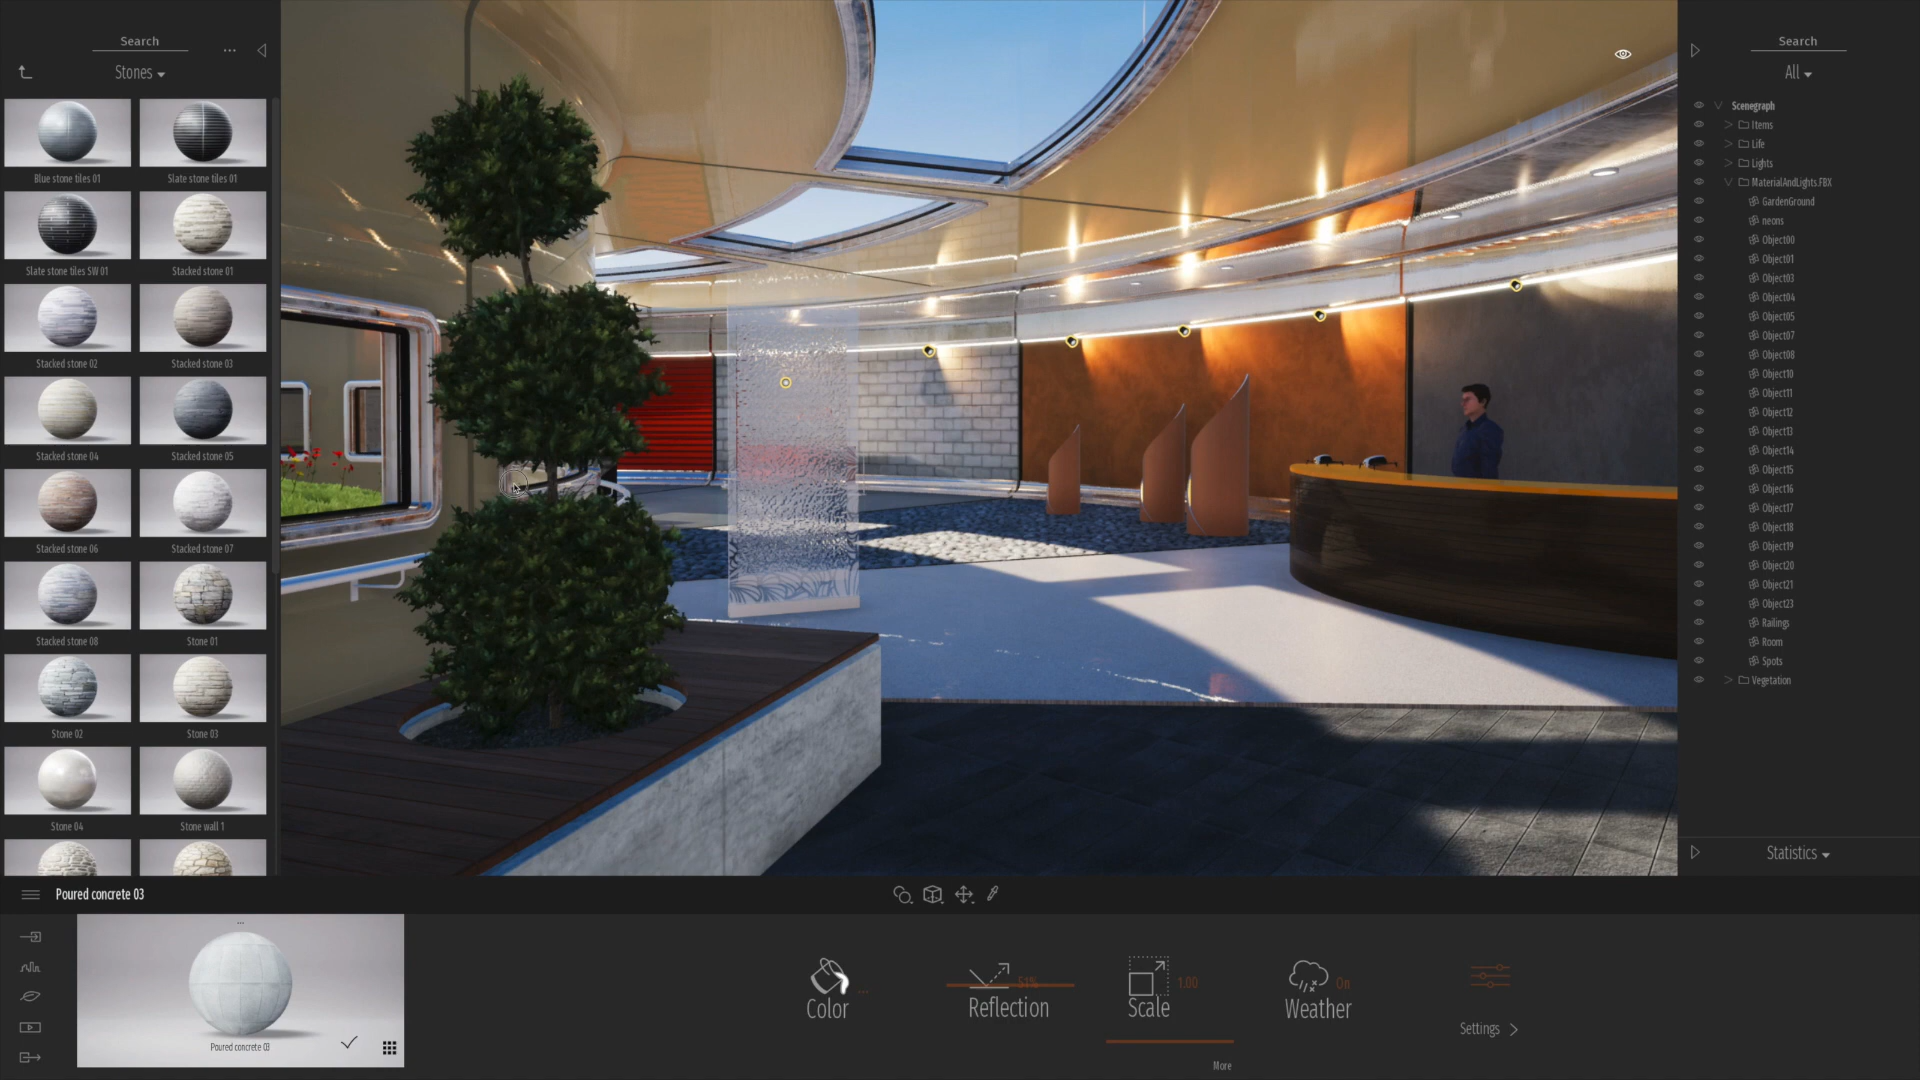 Search
Stones
Blue stone tiles 01
Slate stone tiles 01
Slate stone tiles SW 01
Stacked stone 01
Stacked stone 02
Stacked stone 03
Stacked stone 04
Stacked stone 05
Stacked stone 06
Stacked stone 07
Stacked stone 08
Stone 01
Stone 02
Stone 03
Stone 04
Stone wall 1
Search
All
Scenegraph
Items
Life
Lights
MaterialAndLights.FBX
GardenGround
neons
Object00
Object01
Object03
Object04
Object05
Object07
Object08
Object10
Object11
Object12
Object13
Object14
Object15
Object16
Object17
Object18
Object19
Object20
Object21
Object23
Railings
Room
Spots
Vegetation
Statistics
Poured concrete 03
Poured concrete 03
Color
51%
Reflection
1.00
Scale
On
Weather
Settings
More